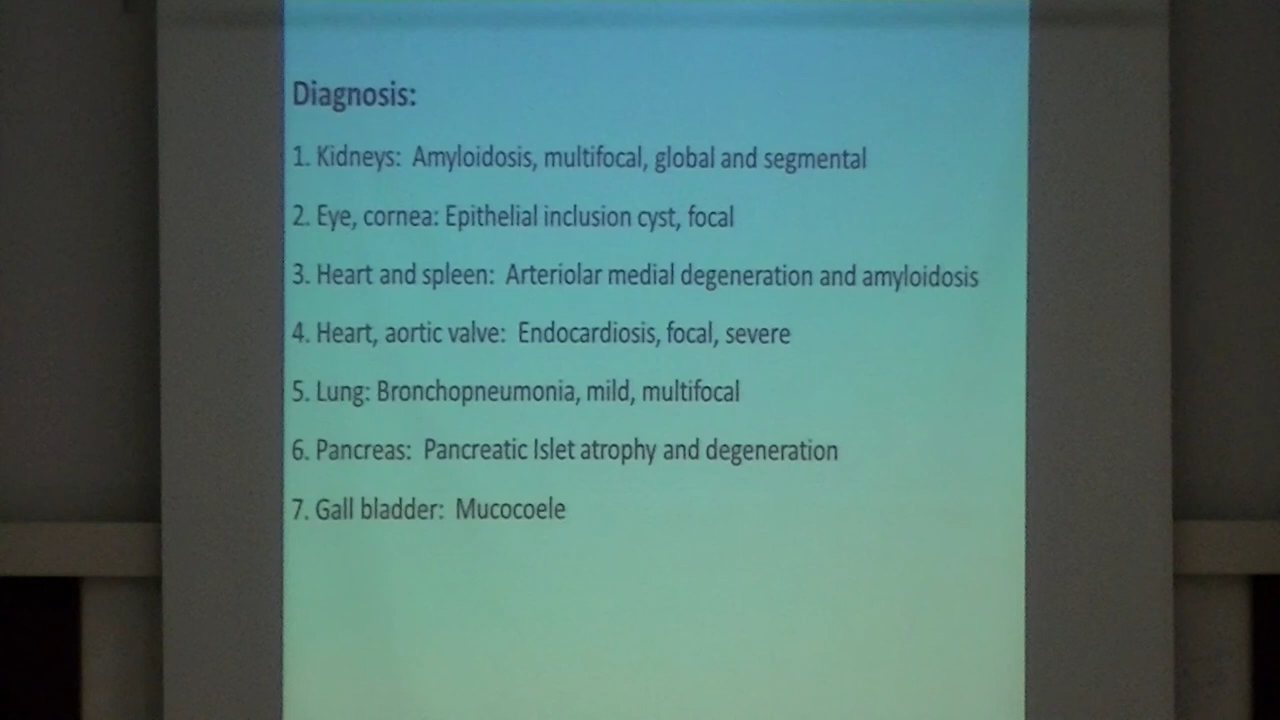 Diagnosis:
1. Kidneys: Amyloidosis, multifocal, global and segmental
2. Eye, cornea: Epithelial inclusion cyst, focal
3. Heart and spleen: Arteriolar medial degeneration and amyloidosis
4. Heart, aortic valve: Endocardiosis, focal, severe
5. Lung: Bronchopneumonia, mild, multifocal
6. Pancreas: Pancreatic Islet atrophy and degeneration
7. Gall bladder: Mucocoele